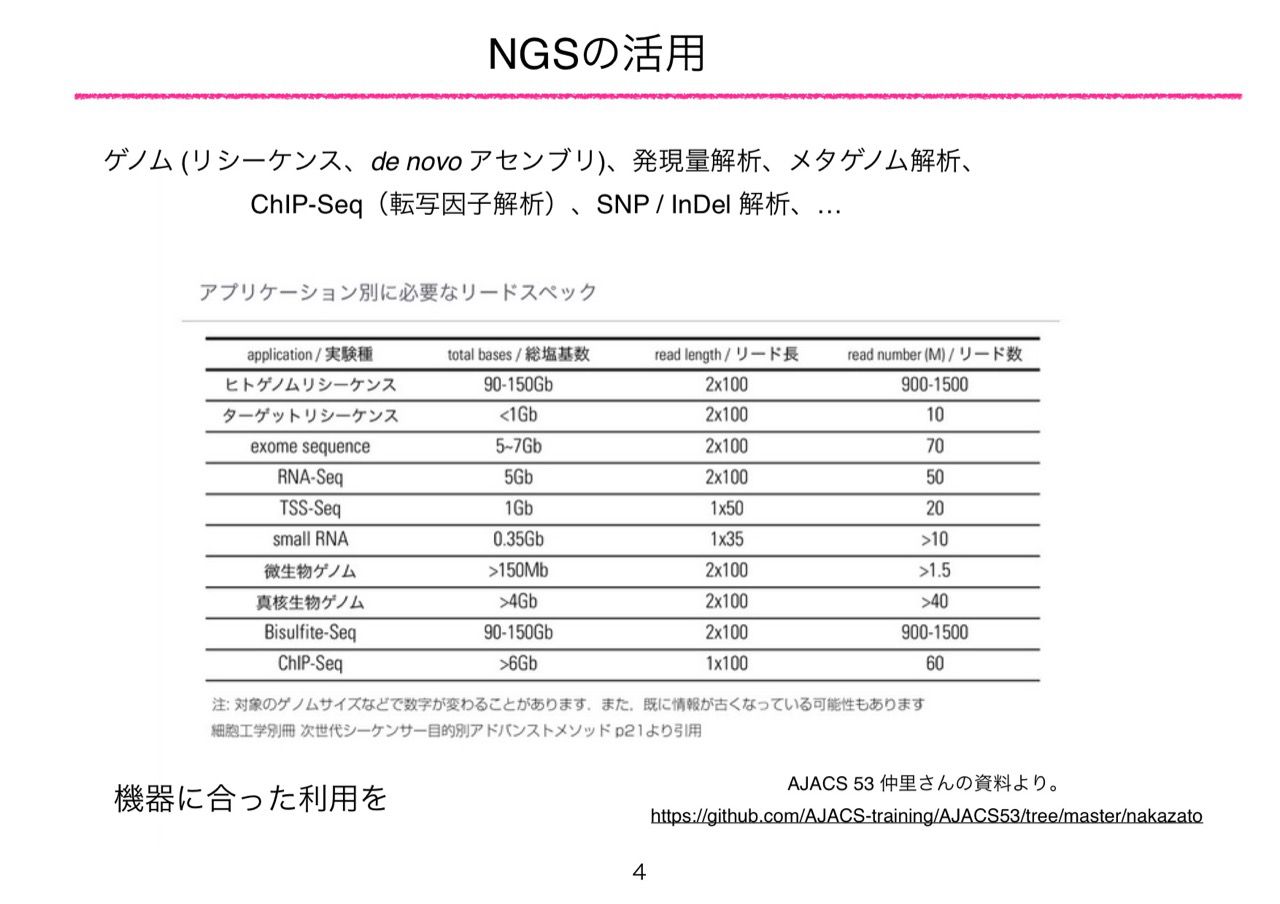 NGSの活用
ゲノム (リシーケンス、de novo アセンブリ)、発現量解析、メタゲノム解析、
ChIP-Seq（転写因子解析）、SNP / InDel 解析、…
アプリケーション別に必要なリードスペック
application / 実験種 total bases / 総塩基数 read length / リード長 read number (M) / リード数
ヒトゲノムリシーケンス 90-150Gb 2x100 900-1500
ターゲットリシーケンス <1Gb 2x100 10
exome sequence 5~7Gb 2x100 70
RNA-Seq 5Gb 2x100 50
TSS-Seq 1Gb 1x50 20
small RNA 0.35Gb 1x35 >10
微生物ゲノム >150Mb 2x100 >1.5
真核生物ゲノム >4Gb 2x100 >40
Bisulfite-Seq 90-150Gb 2x100 900-1500
ChIP-Seq >6Gb 1x100 60
注: 対象のゲノムサイズなどで数字が変わることがあります．また，既に情報が古くなっている可能性もあります
細胞工学別冊 次世代シーケンサー目的別アドバンストメソッド p21より引用
機器に合った利用を
AJACS 53 仲里さんの資料より。
https://github.com/AJACS-training/AJACS53/tree/master/nakazato
4